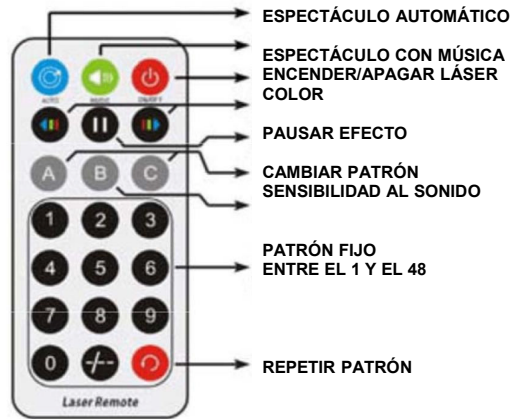 ESPECTÁCULO AUTOMÁTICO
ESPECTÁCULO CON MÚSICA
ENCENDER/APAGAR LÁSER
COLOR
AUTO
ON/OFF
PAUSAR EFECTO
A B C
CAMBIAR PATRÓN
SENSIBILIDAD AL SONIDO
1 2 3
PATRÓN FIJO
ENTRE EL 1 Y EL 48
4 5 6
7 8 9
0 -/--
REPETIR PATRÓN
Laser Remote